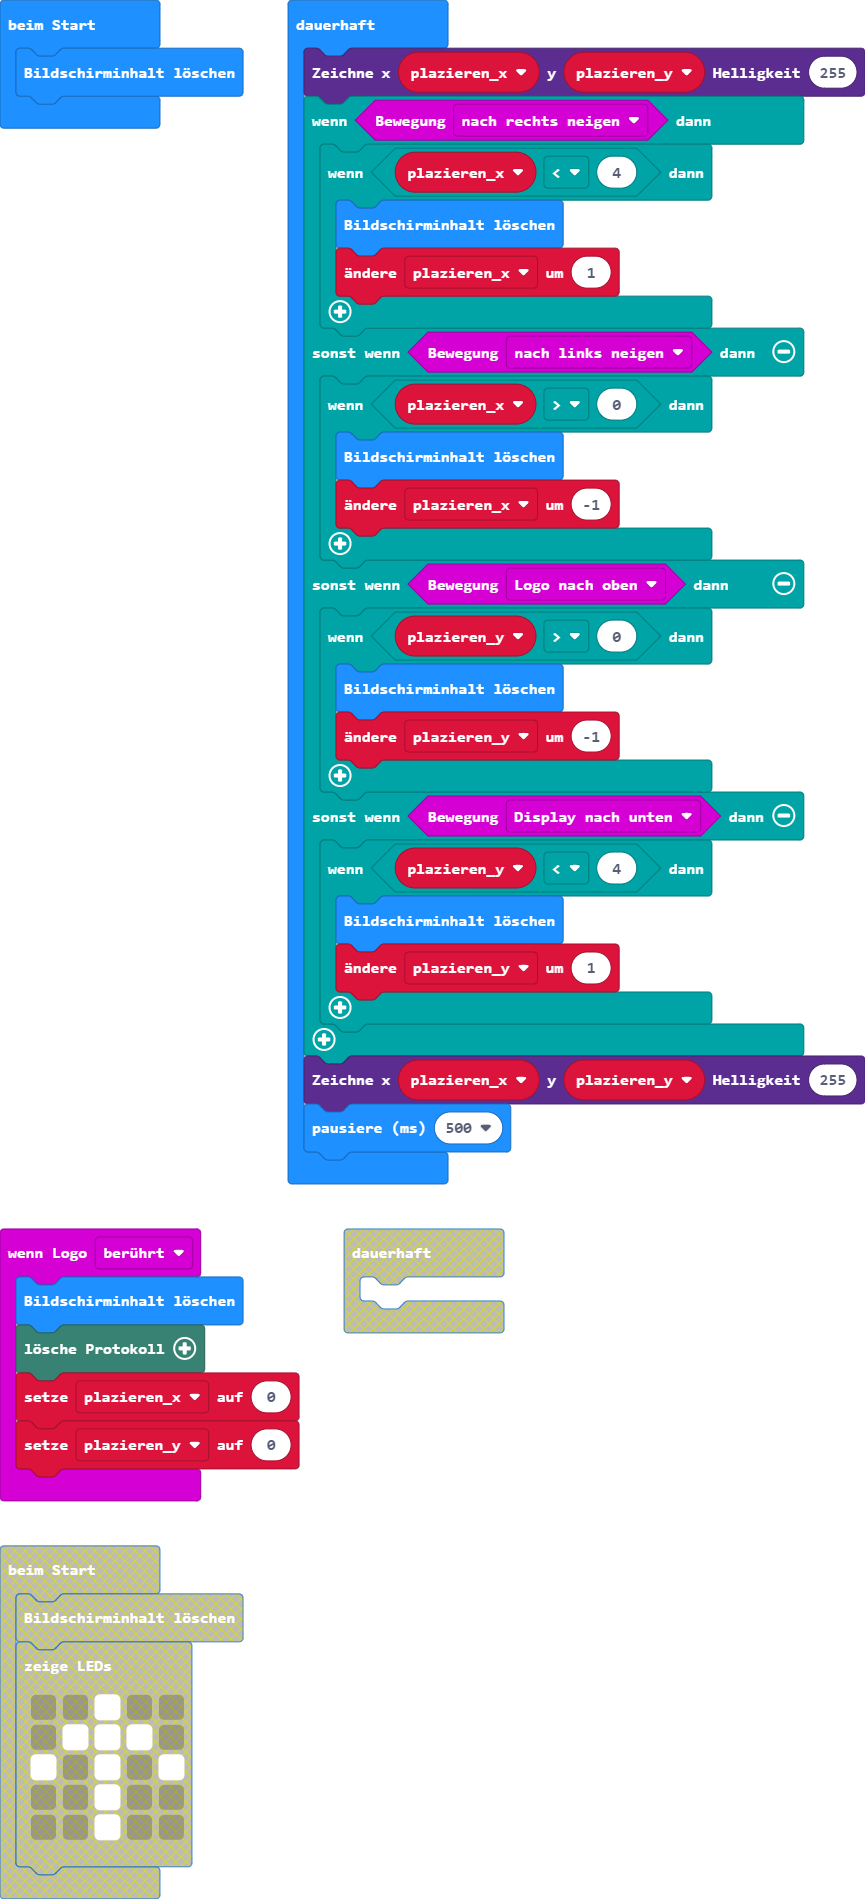 beim Start
Bildschirminhalt löschen
dauerhaft
Zeichne x plazieren_x y plazieren_y Helligkeit 255
wenn Bewegung nach rechts neigen dann
wenn plazieren_x < 4 dann
Bildschirminhalt löschen
ändere plazieren_x um 1
sonst wenn Bewegung nach links neigen dann
wenn plazieren_x > 0 dann
Bildschirminhalt löschen
ändere plazieren_x um -1
sonst wenn Bewegung Logo nach oben dann
wenn plazieren_y > 0 dann
Bildschirminhalt löschen
ändere plazieren_y um -1
sonst wenn Bewegung Display nach unten dann
wenn plazieren_y < 4 dann
Bildschirminhalt löschen
ändere plazieren_y um 1
Zeichne x plazieren_x y plazieren_y Helligkeit 255
pausiere (ms) 500
wenn Logo berührt
Bildschirminhalt löschen
lösche Protokoll
setze plazieren_x auf 0
setze plazieren_y auf 0
dauerhaft
beim Start
Bildschirminhalt löschen
zeige LEDs